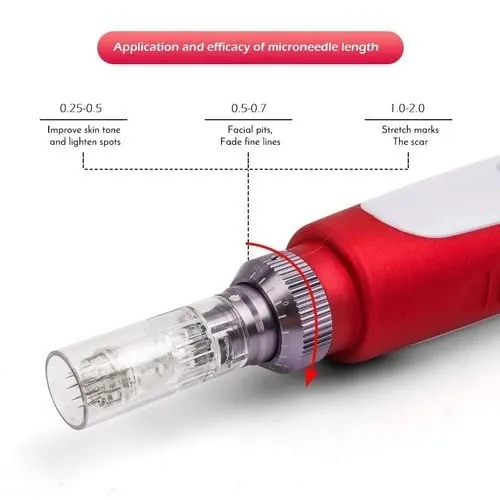 Application and efficacy of microneedle length
0.25-0.5
0.5-0.7
1.0-2.0
Improve skin tone
and lighten spots
Facial pits,
Fade fine lines
Stretch marks
The scar